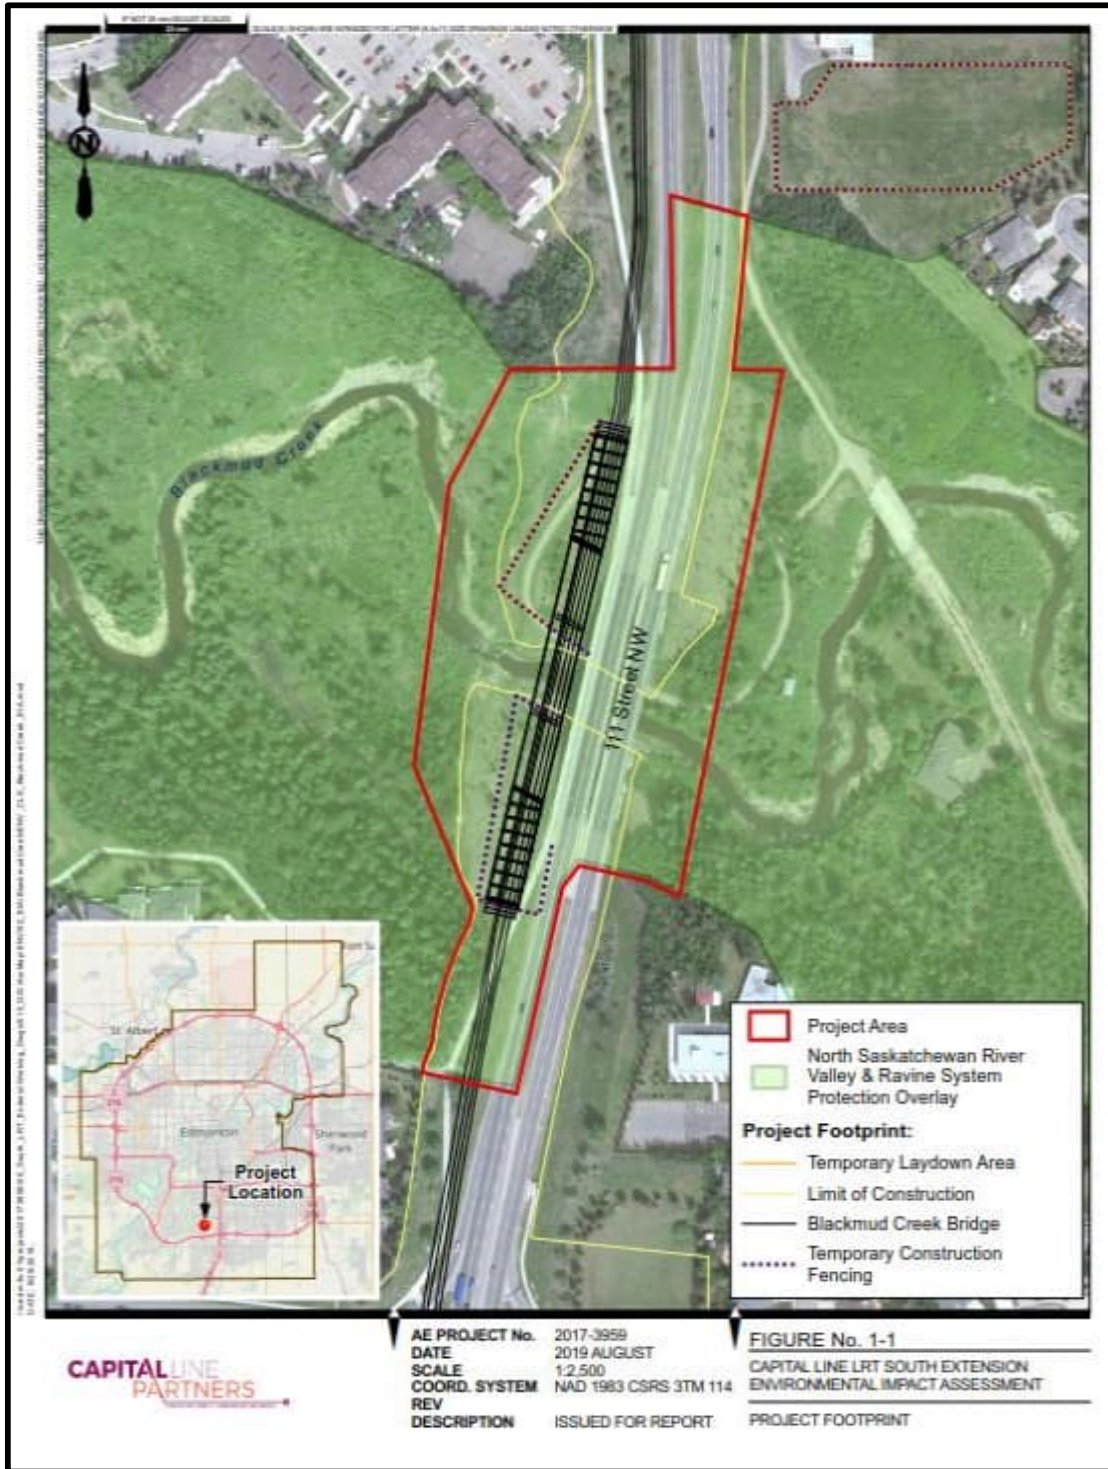 N
Blackmud Creek
111 Street NW
St. Albert
Edmonton
Sherwood
Park
Project
Location
Project Area
North Saskatchewan River
Valley & Ravine System
Protection Overlay
Project Footprint:
Temporary Laydown Area
Limit of Construction
Blackmud Creek Bridge
Temporary Construction
Fencing
CAPITAL LINE
PARTNERS
AE PROJECT No. 2017-3959
DATE 2019 AUGUST
SCALE 1:2,500
COORD. SYSTEM NAD 1983 CSRS 3TM 114
REV
DESCRIPTION ISSUED FOR REPORT
FIGURE No. 1-1
CAPITAL LINE LRT SOUTH EXTENSION
ENVIRONMENTAL IMPACT ASSESSMENT
PROJECT FOOTPRINT